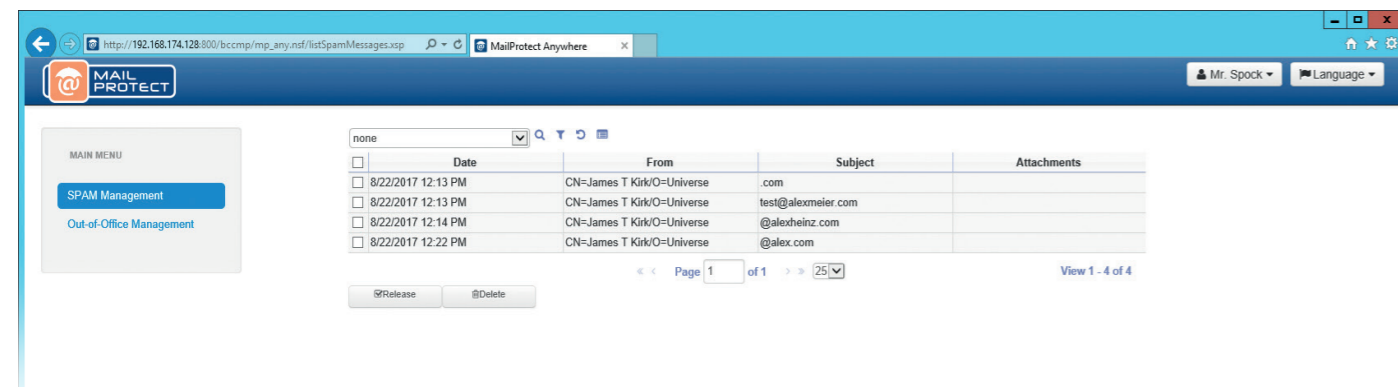 http://192.168.174.128:800/bccmp/mp_any.nsf/listSpamMessages.xsp MailProtect Anywhere
MAIL PROTECT
Mr. Spock Language
MAIN MENU
SPAM Management
Out-of-Office Management
none
Date From Subject Attachments
8/22/2017 12:13 PM CN=James T Kirk/O=Universe .com
8/22/2017 12:13 PM CN=James T Kirk/O=Universe test@alexmeier.com
8/22/2017 12:14 PM CN=James T Kirk/O=Universe @alexheinz.com
8/22/2017 12:22 PM CN=James T Kirk/O=Universe @alex.com
Page 1 of 1 25 View 1 - 4 of 4
Release Delete